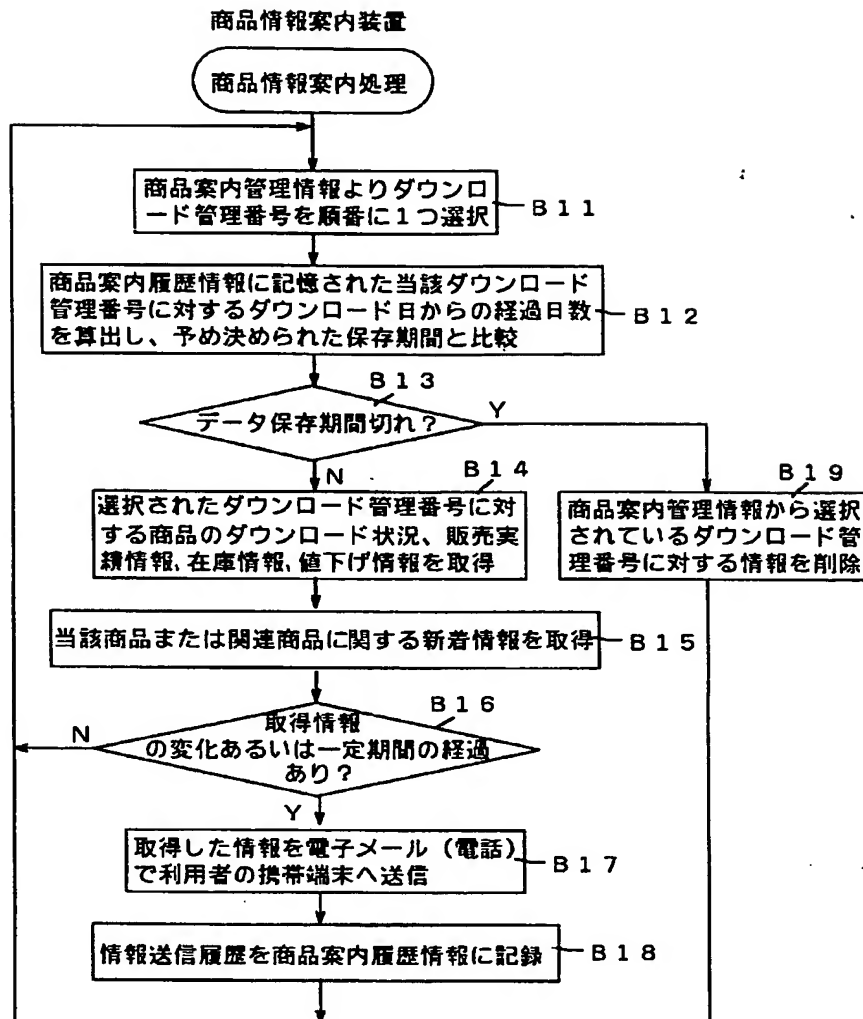 商品情報案内装置
商品情報案内処理
商品案内管理情報よりダウンロ
ード管理番号を順番に1つ選択
B11
商品案内履歴情報に記憶された当該ダウンロード
管理番号に対するダウンロード日からの経過日数
を算出し、予め決められた保存期間と比較
B12
B13
データ保存期間切れ?
Y
N
B14
選択されたダウンロード管理番号に対
する商品のダウンロード状況、販売実
績情報,在庫情報,値下げ情報を取得
B19
商品案内管理情報から選択
されているダウンロード管
理番号に対する情報を削除
当該商品または関連商品に関する新着情報を取得
B15
B16
取得情報
の変化あるいは一定期間の経過
あり?
N
Y
取得した情報を電子メール(電話)
で利用者の携帯端末へ送信
B17
情報送信履歴を商品案内履歴情報に記録
B18